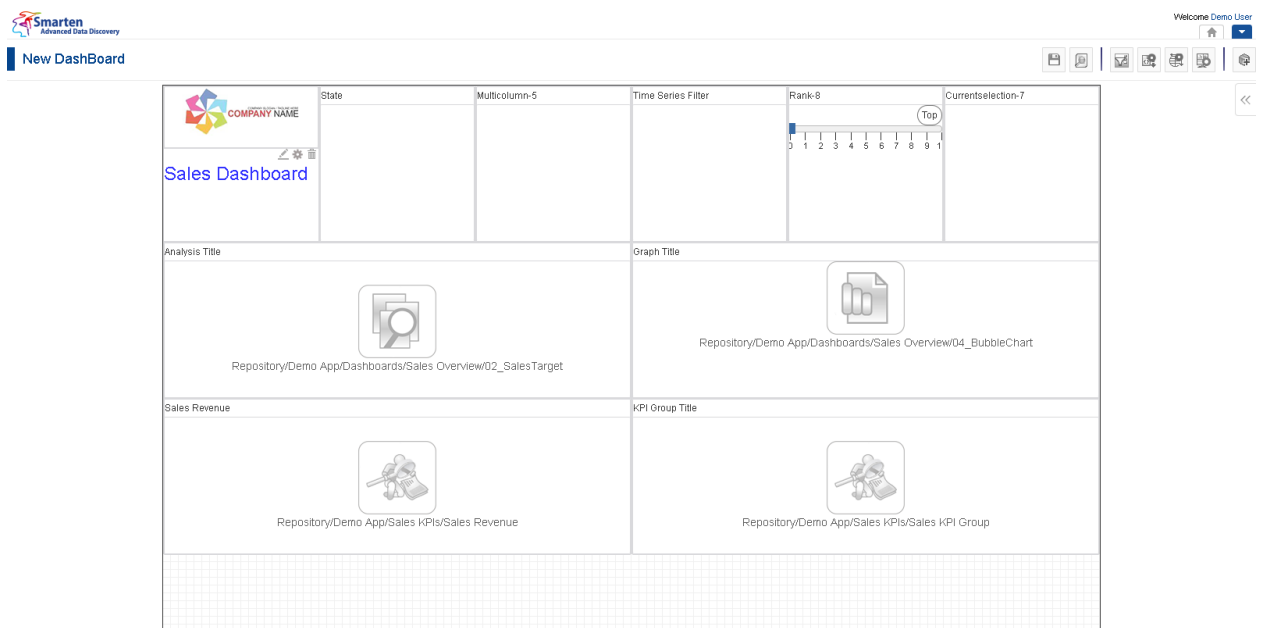 Smarten
Advanced Data Discovery
Welcome Demo User
New DashBoard
COMPANY NAME
State
Multicolumn-5
Time Series Filter
Rank-8
Currentselection-7
Top
0 1 2 3 4 5 6 7 8 9 1
Sales Dashboard
Analysis Title
Graph Title
Repository/Demo App/Dashboards/Sales Overview/02_SalesTarget
Repository/Demo App/Dashboards/Sales Overview/04_BubbleChart
Sales Revenue
KPI Group Title
Repository/Demo App/Sales KPIs/Sales Revenue
Repository/Demo App/Sales KPIs/Sales KPI Group